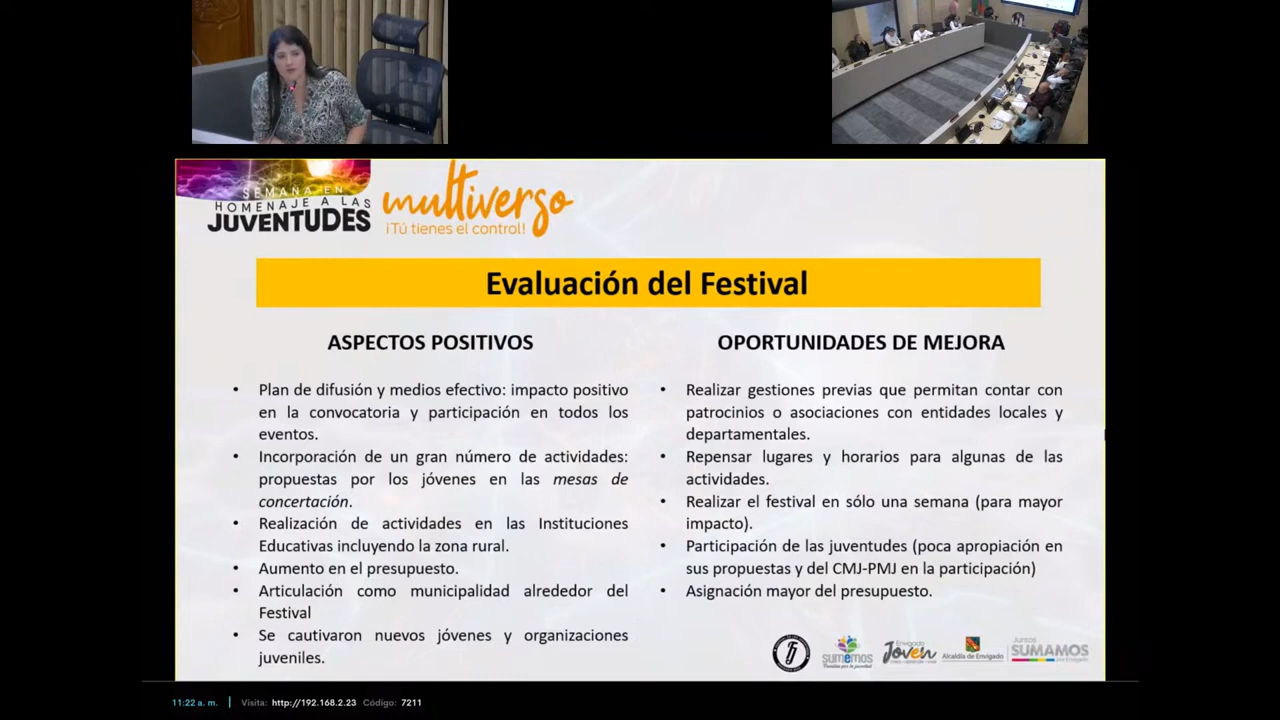 SEMANA EN
HOMENAJE A LAS
JUVENTUDES
multiverso
¡Tú tienes el control!
Evaluación del Festival
ASPECTOS POSITIVOS
• Plan de difusión y medios efectivo: impacto positivo
en la convocatoria y participación en todos los
eventos.
• Incorporación de un gran número de actividades:
propuestas por los jóvenes en las mesas de
concertación.
• Realización de actividades en las Instituciones
Educativas incluyendo la zona rural.
• Aumento en el presupuesto.
• Articulación como municipalidad alrededor del
Festival
• Se cautivaron nuevos jóvenes y organizaciones
juveniles.
OPORTUNIDADES DE MEJORA
• Realizar gestiones previas que permitan contar con
patrocinios o asociaciones con entidades locales y
departamentales.
• Repensar lugares y horarios para algunas de las
actividades.
• Realizar el festival en sólo una semana (para mayor
impacto).
• Participación de las juventudes (poca apropiación en
sus propuestas y del CMJ-PMJ en la participación)
• Asignación mayor del presupuesto.
sumemos
Envigado
Joven
Alcaldía de Envigado
Juntos
SUMAMOS
por Envigado
11:22 a. m. | Visita: http://192.168.2.23 Código: 7211